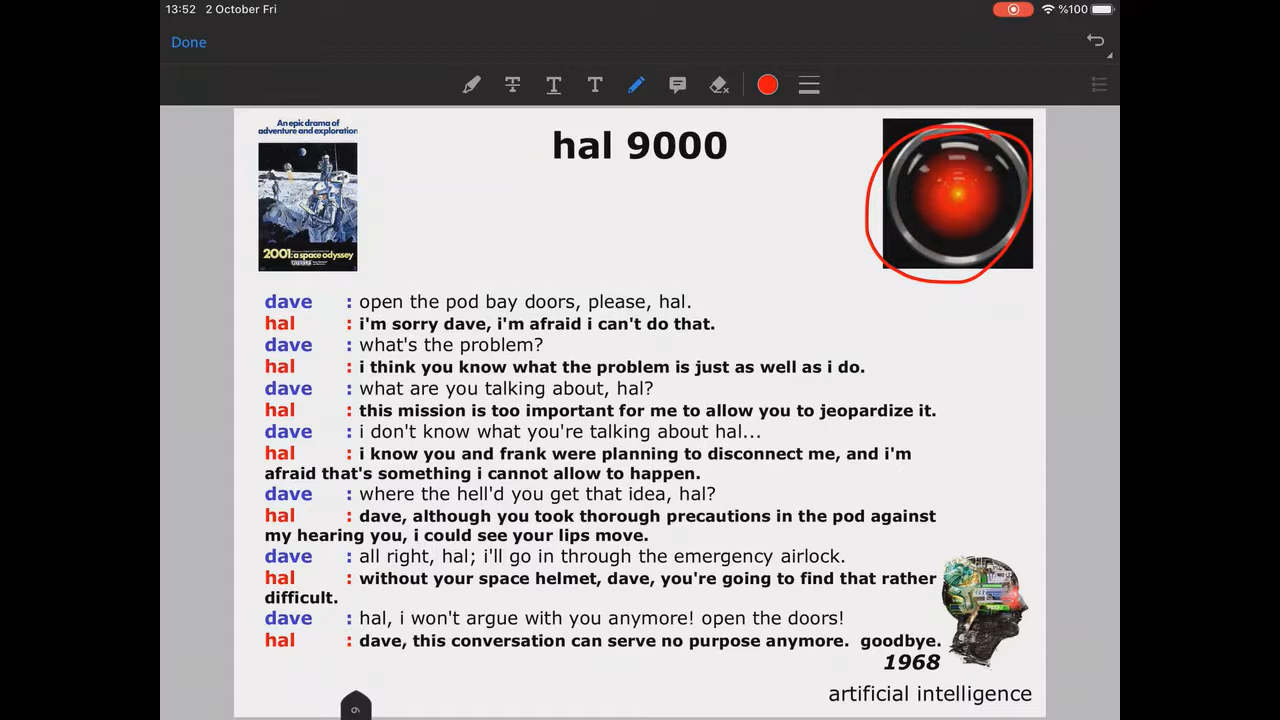 13:52 2 October Fri
%100
Done
An epic drama of
adventure and exploration
hal 9000
2001: a space odyssey
dave : open the pod bay doors, please, hal.
hal : i'm sorry dave, i'm afraid i can't do that.
dave : what's the problem?
hal : i think you know what the problem is just as well as i do.
dave : what are you talking about, hal?
hal : this mission is too important for me to allow you to jeopardize it.
dave : i don't know what you're talking about hal...
hal : i know you and frank were planning to disconnect me, and i'm
afraid that's something i cannot allow to happen.
dave : where the hell'd you get that idea, hal?
hal : dave, although you took thorough precautions in the pod against
my hearing you, i could see your lips move.
dave : all right, hal; i'll go in through the emergency airlock.
hal : without your space helmet, dave, you're going to find that rather
difficult.
dave : hal, i won't argue with you anymore! open the doors!
hal : dave, this conversation can serve no purpose anymore. goodbye.
1968
artificial intelligence